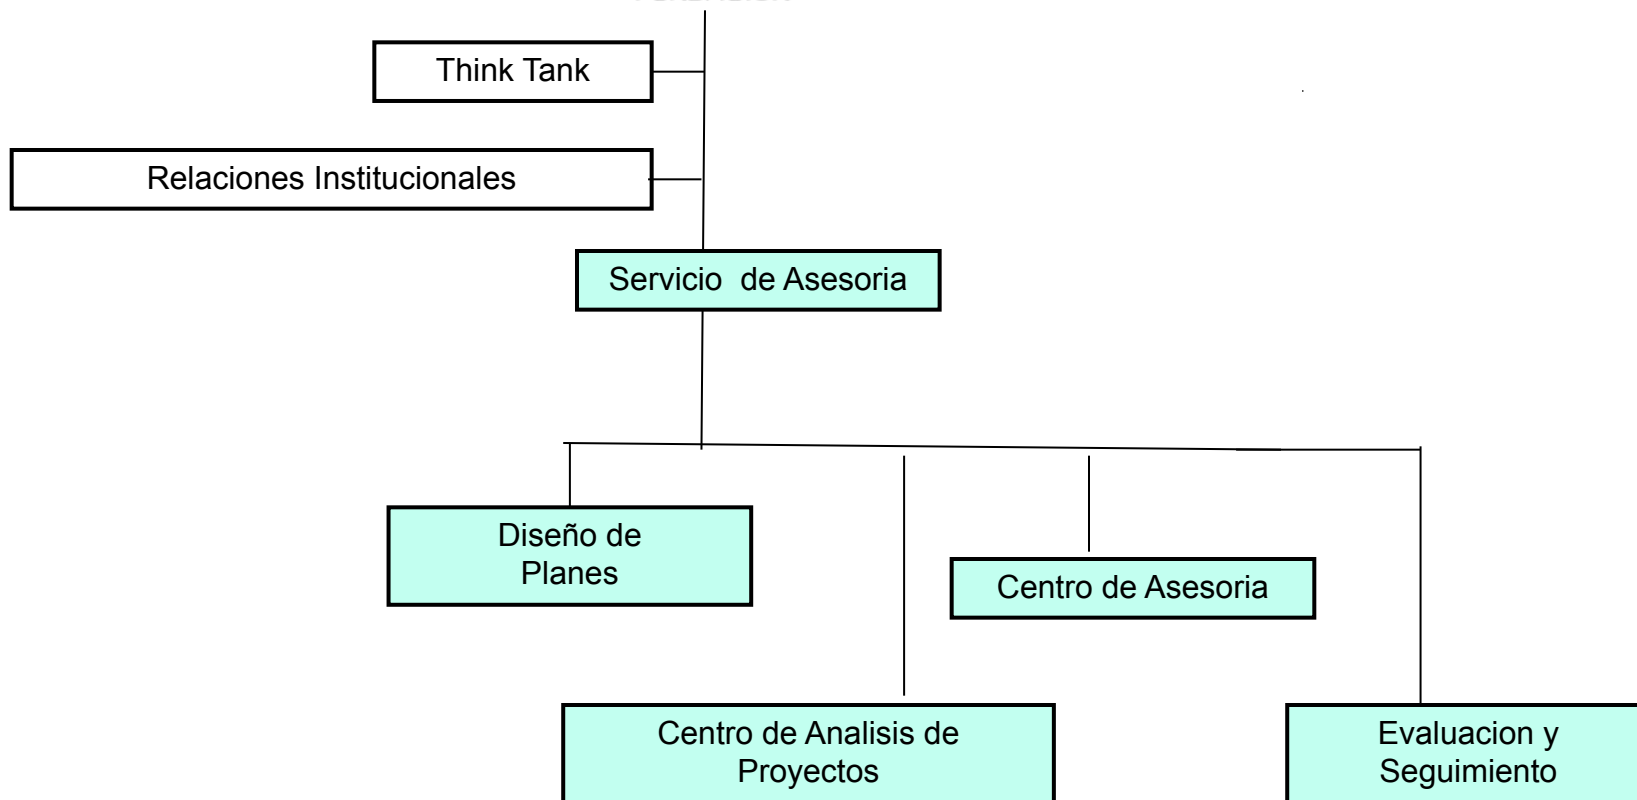 Think Tank
Relaciones Institucionales
Servicio  de Asesoria
Diseño de
Planes
Centro de Asesoria
Centro de Analisis de
Proyectos
Evaluacion y
Seguimiento